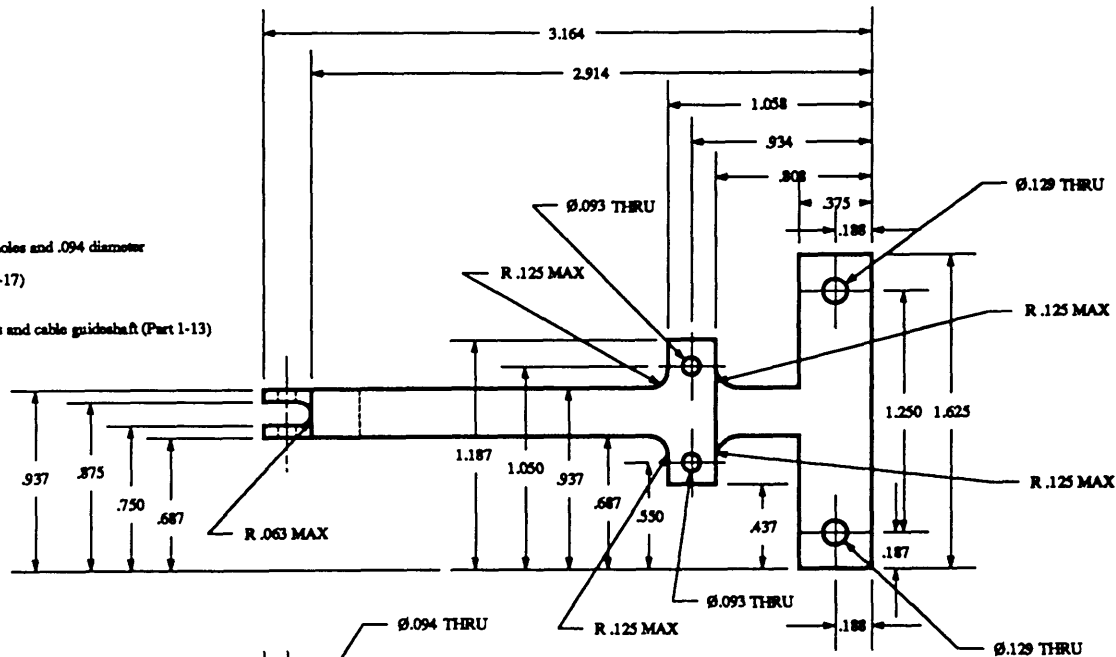 3.164
2.914
1.058
.934
.808
.375
.188
Ø.129 THRU
Ø.093 THRU
R .125 MAX
R .125 MAX
oles and .094 diameter
-17)
s and cable guideshaft (Part 1-13)
.937
.875
.750
.687
R .063 MAX
1.187
1.050
.937
.687
.550
.437
1.250
1.625
R .125 MAX
.187
Ø.093 THRU
R .125 MAX
.188
Ø.129 THRU
Ø.094 THRU